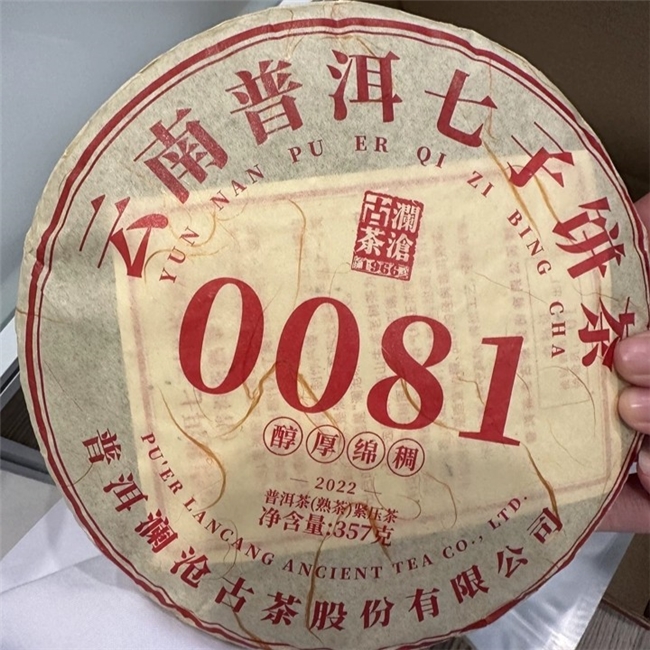 云南普洱七子饼茶
YUN NAN PU ER QI ZI BING CHA
澜沧古茶
1966
0081
醇厚绵稠
2022
普洱茶(熟茶)紧压茶
净含量:357克
PU'ER LANCANG ANCIENT TEA CO., LTD.
普洱澜沧古茶股份有限公司